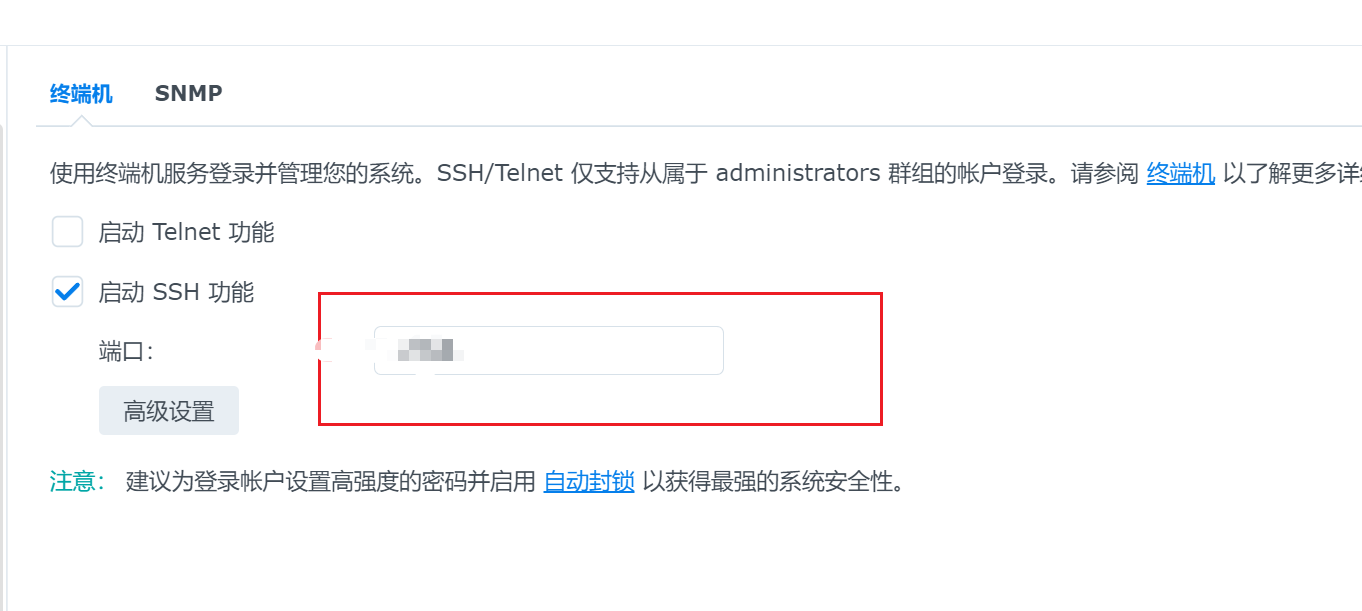 终端机 SNMP
使用终端机服务登录并管理您的系统。SSH/Telnet 仅支持从属于 administrators 群组的帐户登录。请参阅 终端机 以了解更多详
启动 Telnet 功能
启动 SSH 功能
端口：
高级设置
注意： 建议为登录帐户设置高强度的密码并启用 自动封锁 以获得最强的系统安全性。